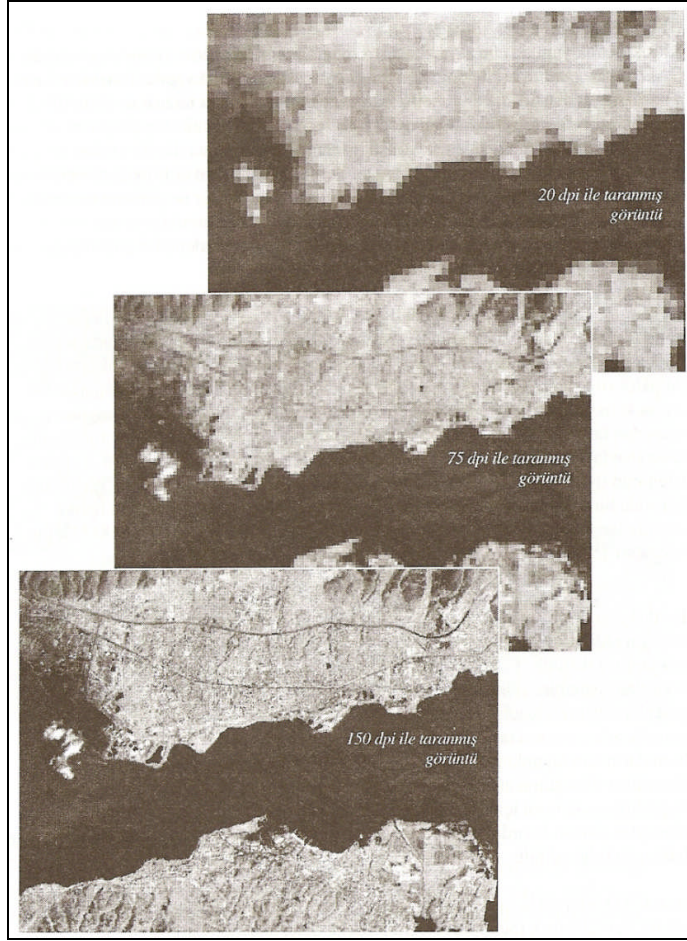 20 dpi ile taranmış
görüntü
75 dpi ile taranmış
görüntü
150 dpi ile taranmış
görüntü